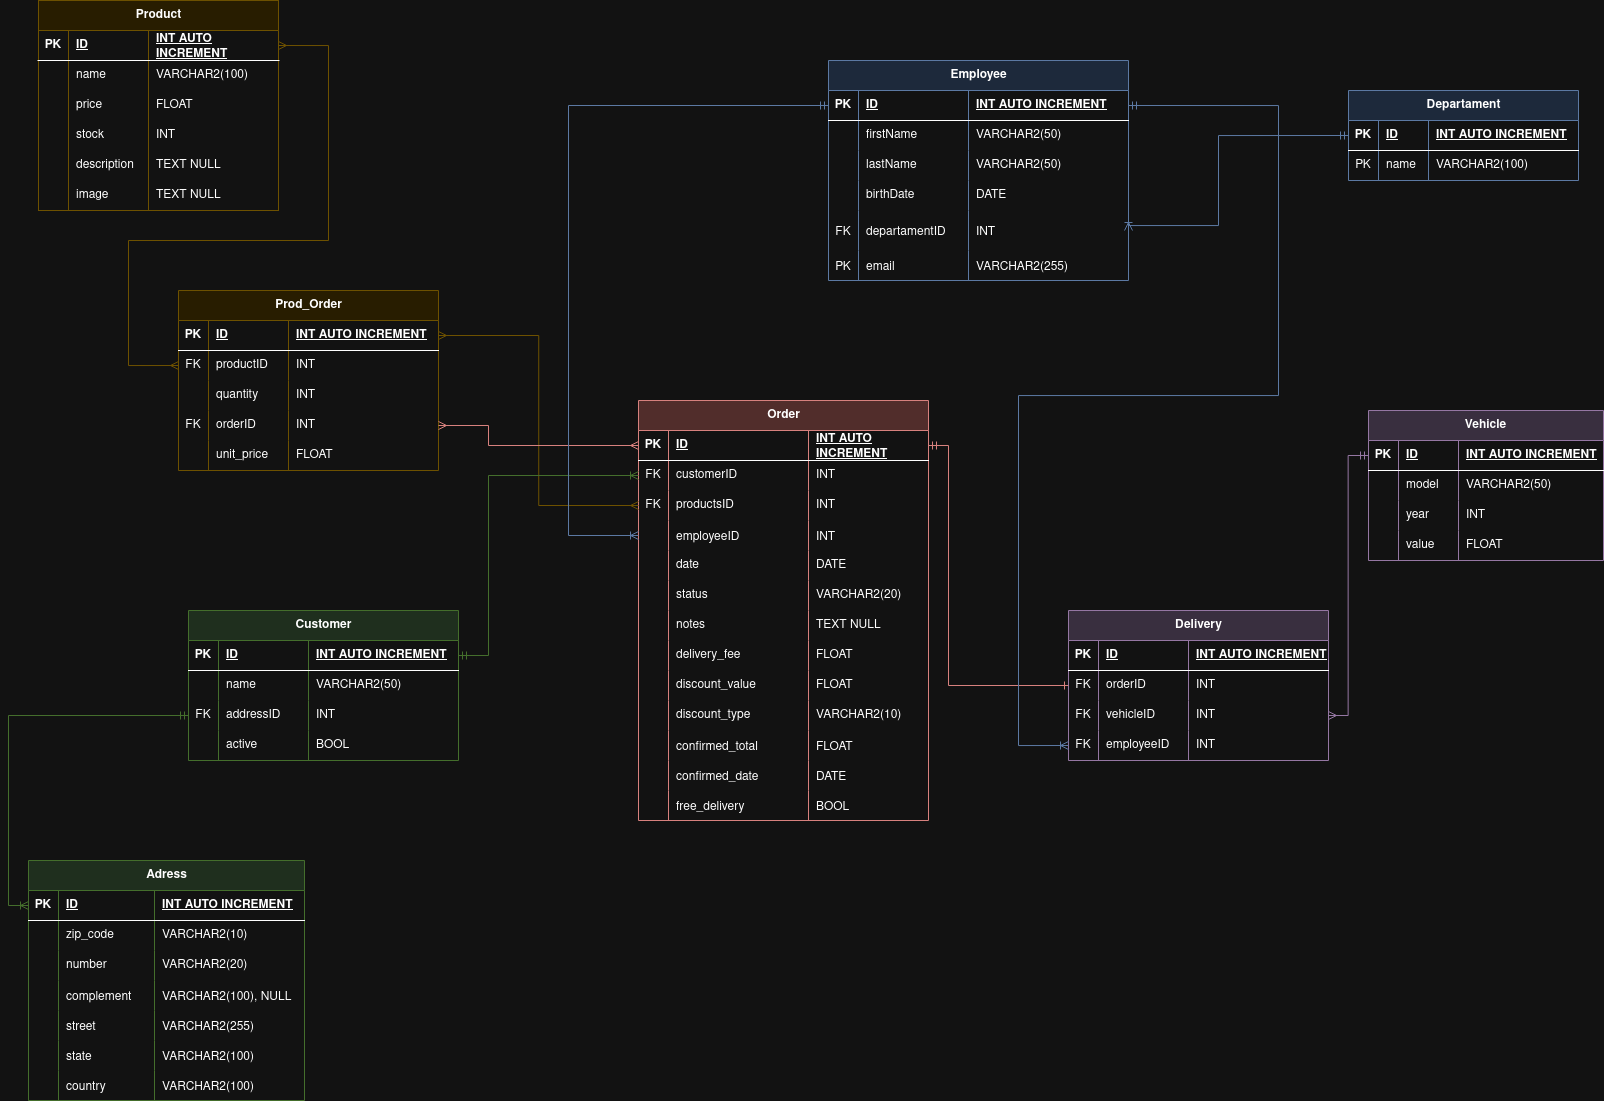 Product
PK ID INT AUTO
INCREMENT
name VARCHAR2(100)
price FLOAT
stock INT
description TEXT NULL
image TEXT NULL
Employee
PK ID INT AUTO INCREMENT
firstName VARCHAR2(50)
lastName VARCHAR2(50)
birthDate DATE
FK departamentID INT
PK email VARCHAR2(255)
Departament
PK ID INT AUTO INCREMENT
PK name VARCHAR2(100)
Prod_Order
PK ID INT AUTO INCREMENT
FK productID INT
quantity INT
FK orderID INT
unit_price FLOAT
Order
PK ID INT AUTO
INCREMENT
FK customerID INT
FK productsID INT
employeeID INT
date DATE
status VARCHAR2(20)
notes TEXT NULL
delivery_fee FLOAT
discount_value FLOAT
discount_type VARCHAR2(10)
confirmed_total FLOAT
confirmed_date DATE
free_delivery BOOL
Vehicle
PK ID INT AUTO INCREMENT
model VARCHAR2(50)
year INT
value FLOAT
Customer
PK ID INT AUTO INCREMENT
name VARCHAR2(50)
FK addressID INT
active BOOL
Delivery
PK ID INT AUTO INCREMENT
FK orderID INT
FK vehicleID INT
FK employeeID INT
Adress
PK ID INT AUTO INCREMENT
zip_code VARCHAR2(10)
number VARCHAR2(20)
complement VARCHAR2(100), NULL
street VARCHAR2(255)
state VARCHAR2(100)
country VARCHAR2(100)